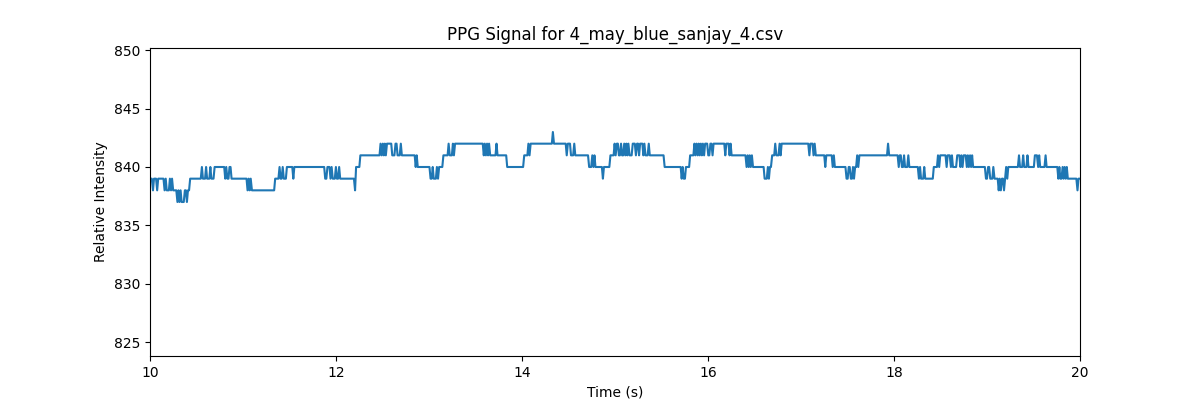 PPG Signal for 4_may_blue_sanjay_4.csv
850
845
840
835
830
825
Relative Intensity
10 12 14 16 18 20
Time (s)